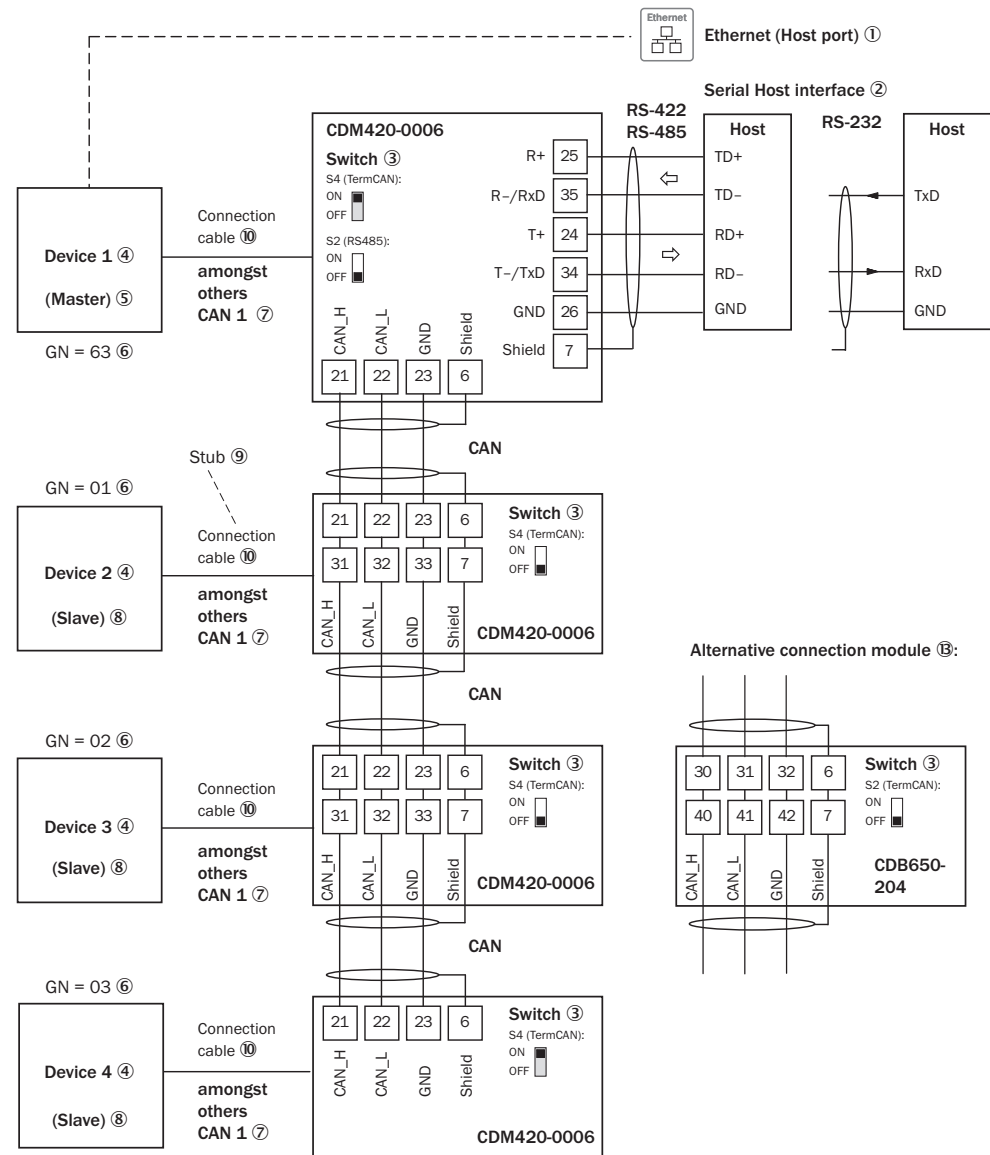 Ethernet
Ethernet (Host port) ①
Serial Host interface ②
RS-422
RS-485
RS-232
CDM420-0006
Switch ③
S4 (TermCAN):
ON
OFF
S2 (RS485):
ON
OFF
R+ 25
R–/RxD 35
T+ 24
T–/TxD 34
GND 26
Shield 7
Host
TD+
TD–
RD+
RD–
GND
Host
TxD
RxD
GND
Device 1 ④
(Master) ⑤
GN = 63 ⑥
Connection
cable ⑩
amongst
others
CAN 1 ⑦
CAN_H
CAN_L
GND
Shield
21 22 23 6
CAN
Stub ⑨
GN = 01 ⑥
Device 2 ④
(Slave) ⑧
Connection
cable ⑩
amongst
others
CAN 1 ⑦
21 22 23 6
31 32 33 7
Switch ③
S4 (TermCAN):
ON
OFF
CAN_H
CAN_L
GND
Shield
CDM420-0006
CAN
GN = 02 ⑥
Device 3 ④
(Slave) ⑧
Connection
cable ⑩
amongst
others
CAN 1 ⑦
21 22 23 6
31 32 33 7
Switch ③
S4 (TermCAN):
ON
OFF
CAN_H
CAN_L
GND
Shield
CDM420-0006
CAN
Alternative connection module ⑬:
30 31 32 6
40 41 42 7
Switch ③
S2 (TermCAN):
ON
OFF
CAN_H
CAN_L
GND
Shield
CDB650-
204
GN = 03 ⑥
Device 4 ④
(Slave) ⑧
Connection
cable ⑩
amongst
others
CAN 1 ⑦
21 22 23 6
Switch ③
S4 (TermCAN):
ON
OFF
CAN_H
CAN_L
GND
Shield
CDM420-0006